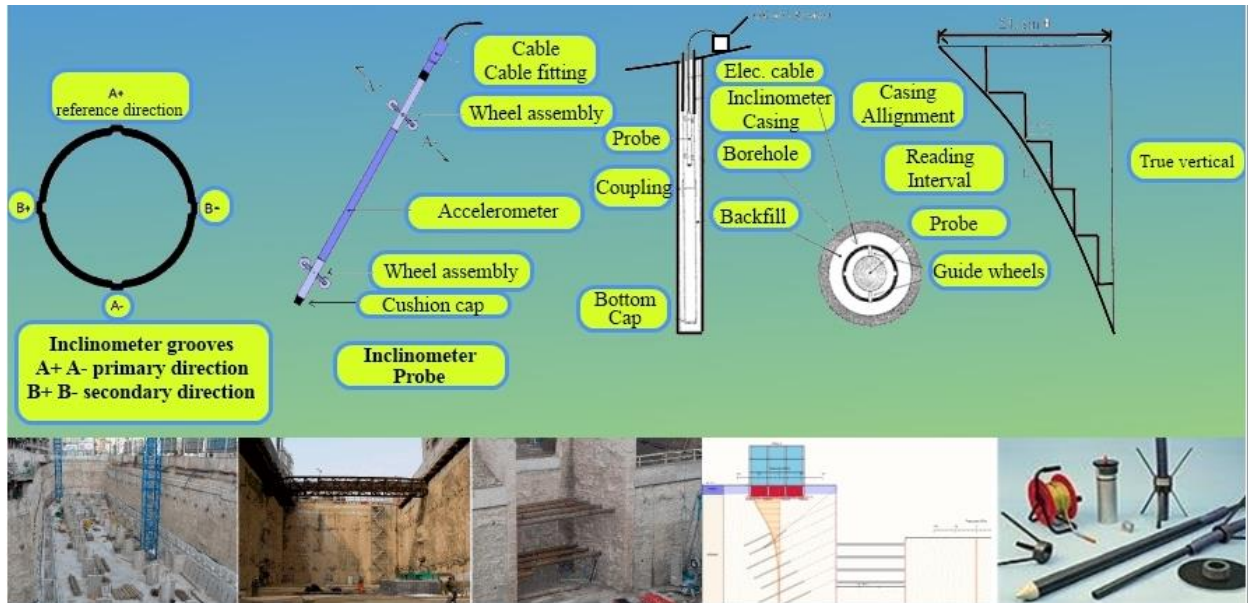 A+
reference direction
B+
B-
A-
Inclinometer grooves
A+ A- primary direction
B+ B- secondary direction
Cable
Cable fitting
Wheel assembly
Accelerometer
Wheel assembly
Cushion cap
Inclinometer
Probe
Elec. cable
Inclinometer
Casing
Probe
Borehole
Coupling
Backfill
Bottom
Cap
Casing
Allignment
Reading
Interval
Probe
Guide wheels
True vertical